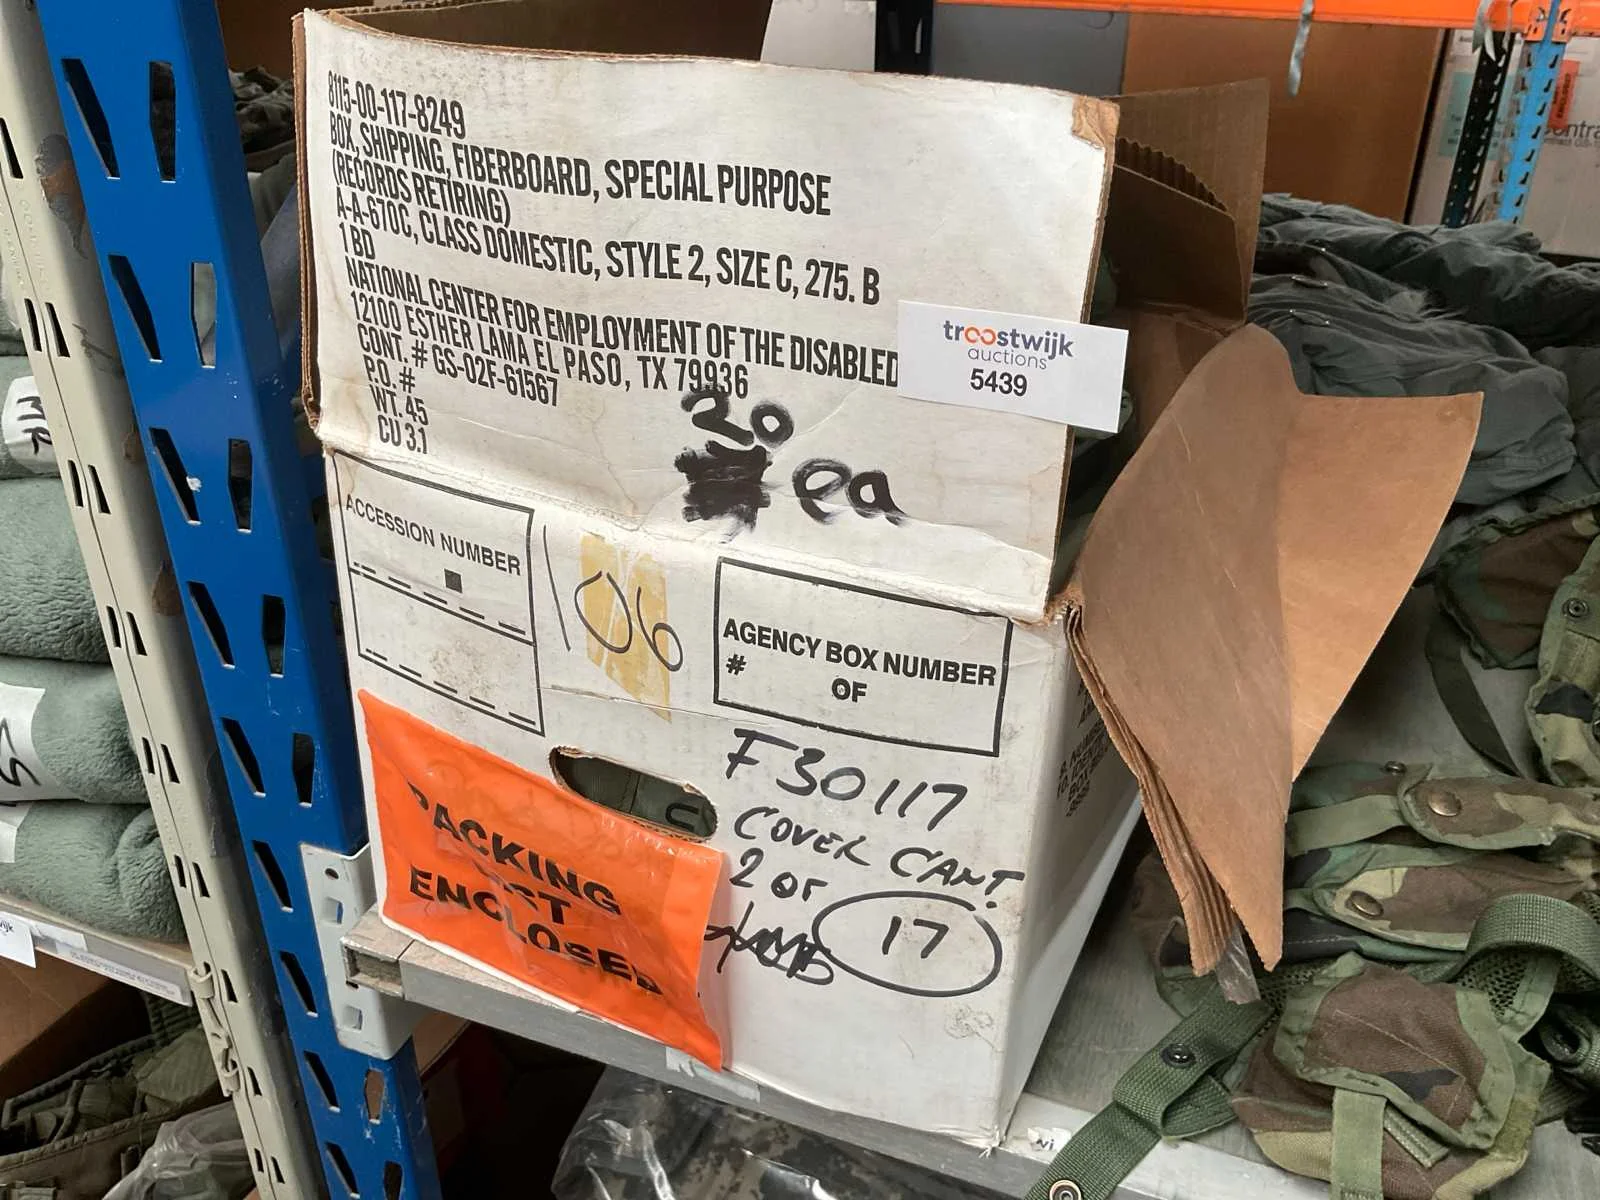 8115-00-117-8249
BOX, SHIPPING, FIBERBOARD, SPECIAL PURPOSE
(RECORDS RETIRING)
A-A-670C, CLASS DOMESTIC, STYLE 2, SIZE C, 275. B
1 BD
NATIONAL CENTER FOR EMPLOYMENT OF THE DISABLED
12100 ESTHER LAMA EL PASO, TX 79936
CONT. # GS-02F-61567
P.O. #
WT. 45
CU 3.1
troostwijk
auctions
5439
20
ea
ACCESSION NUMBER
106
AGENCY BOX NUMBER
# OF
F30117
COVER CANT.
2 or
17
PACKING
LIST
ENCLOSED